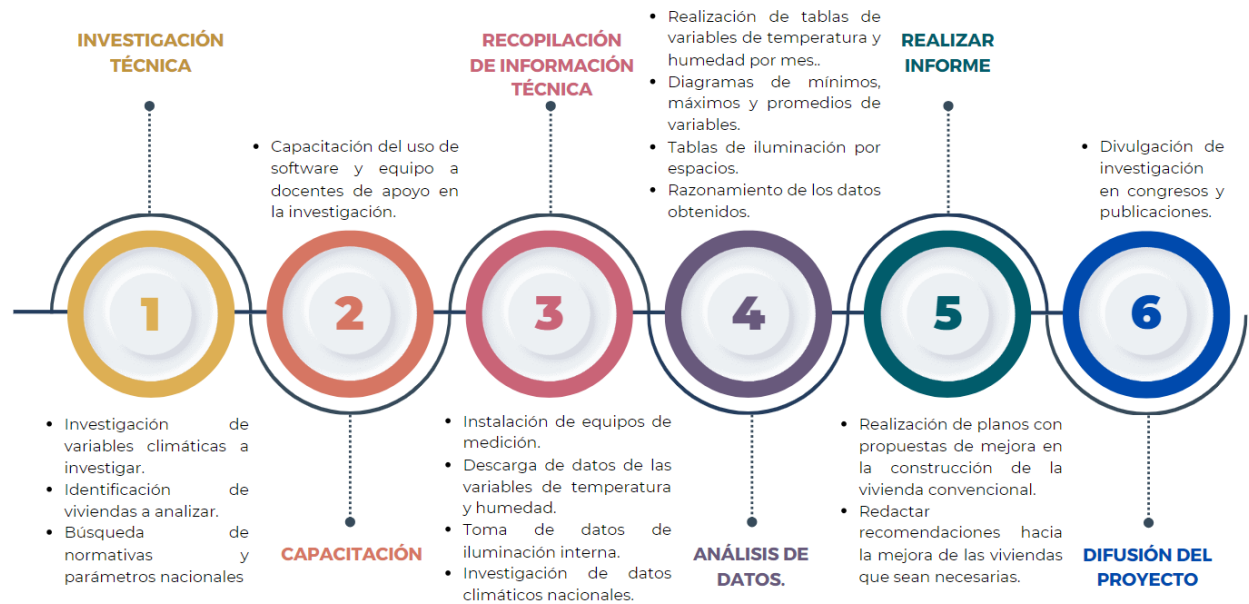 INVESTIGACIÓN
TÉCNICA
1
• Investigación de
variables climáticas a
investigar.
• Identificación de
viviendas a analizar.
• Búsqueda de
normativas y
parámetros nacionales
• Capacitación del uso de
software y equipo a
docentes de apoyo en
la investigación.
2
CAPACITACIÓN
RECOPILACIÓN
DE INFORMACIÓN
TÉCNICA
3
• Instalación de equipos de
medición.
• Descarga de datos de las
variables de temperatura
y humedad.
• Toma de datos de
iluminación interna.
• Investigación de datos
climáticos nacionales.
• Realización de tablas de
variables de temperatura y
humedad por mes..
• Diagramas de mínimos,
máximos y promedios de
variables.
• Tablas de iluminación por
espacios.
• Razonamiento de los datos
obtenidos.
4
ANÁLISIS DE
DATOS.
REALIZAR
INFORME
5
• Realización de planos con
propuestas de mejora en
la construcción de la
vivienda convencional.
• Redactar
recomendaciones hacia
la mejora de las viviendas
que sean necesarias.
• Divulgación de
investigación
en congresos y
publicaciones.
6
DIFUSIÓN DEL
PROYECTO